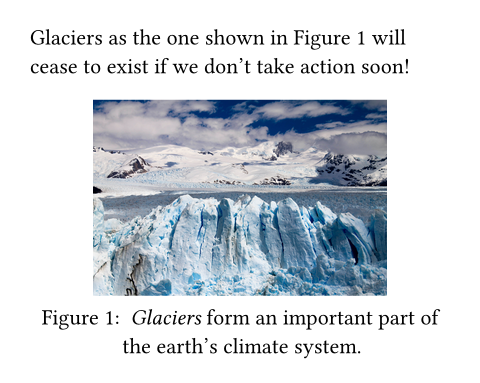 Glaciers as the one shown in Figure 1 will
cease to exist if we don’t take action soon!
Figure 1: Glaciers form an important part of
the earth’s climate system.